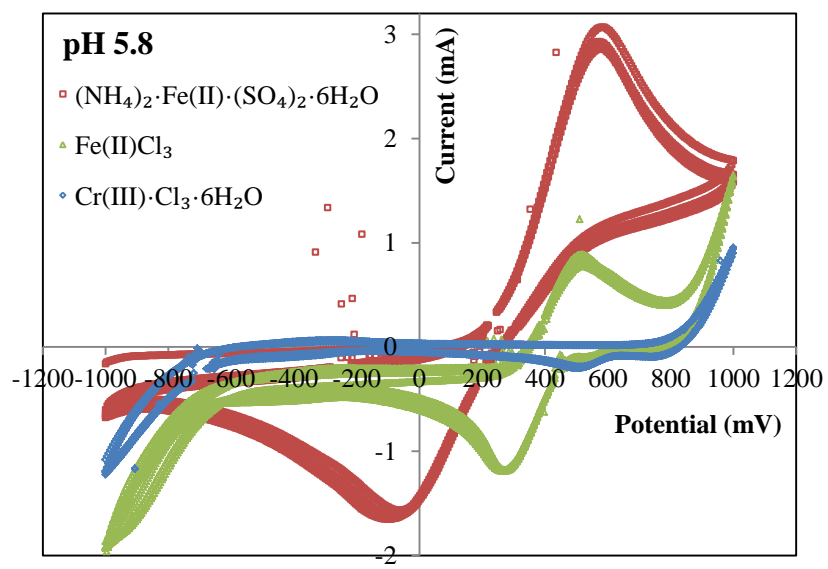 pH 5.8
(NH₄)₂·Fe(II)·(SO₄)₂·6H₂O
Fe(II)Cl₃
Cr(III)·Cl₃·6H₂O
Current (mA)
3
2
1
0
-1
-2
-1200 -1000 -800 -600 -400 -200 0 200 400 600 800 1000 1200
Potential (mV)